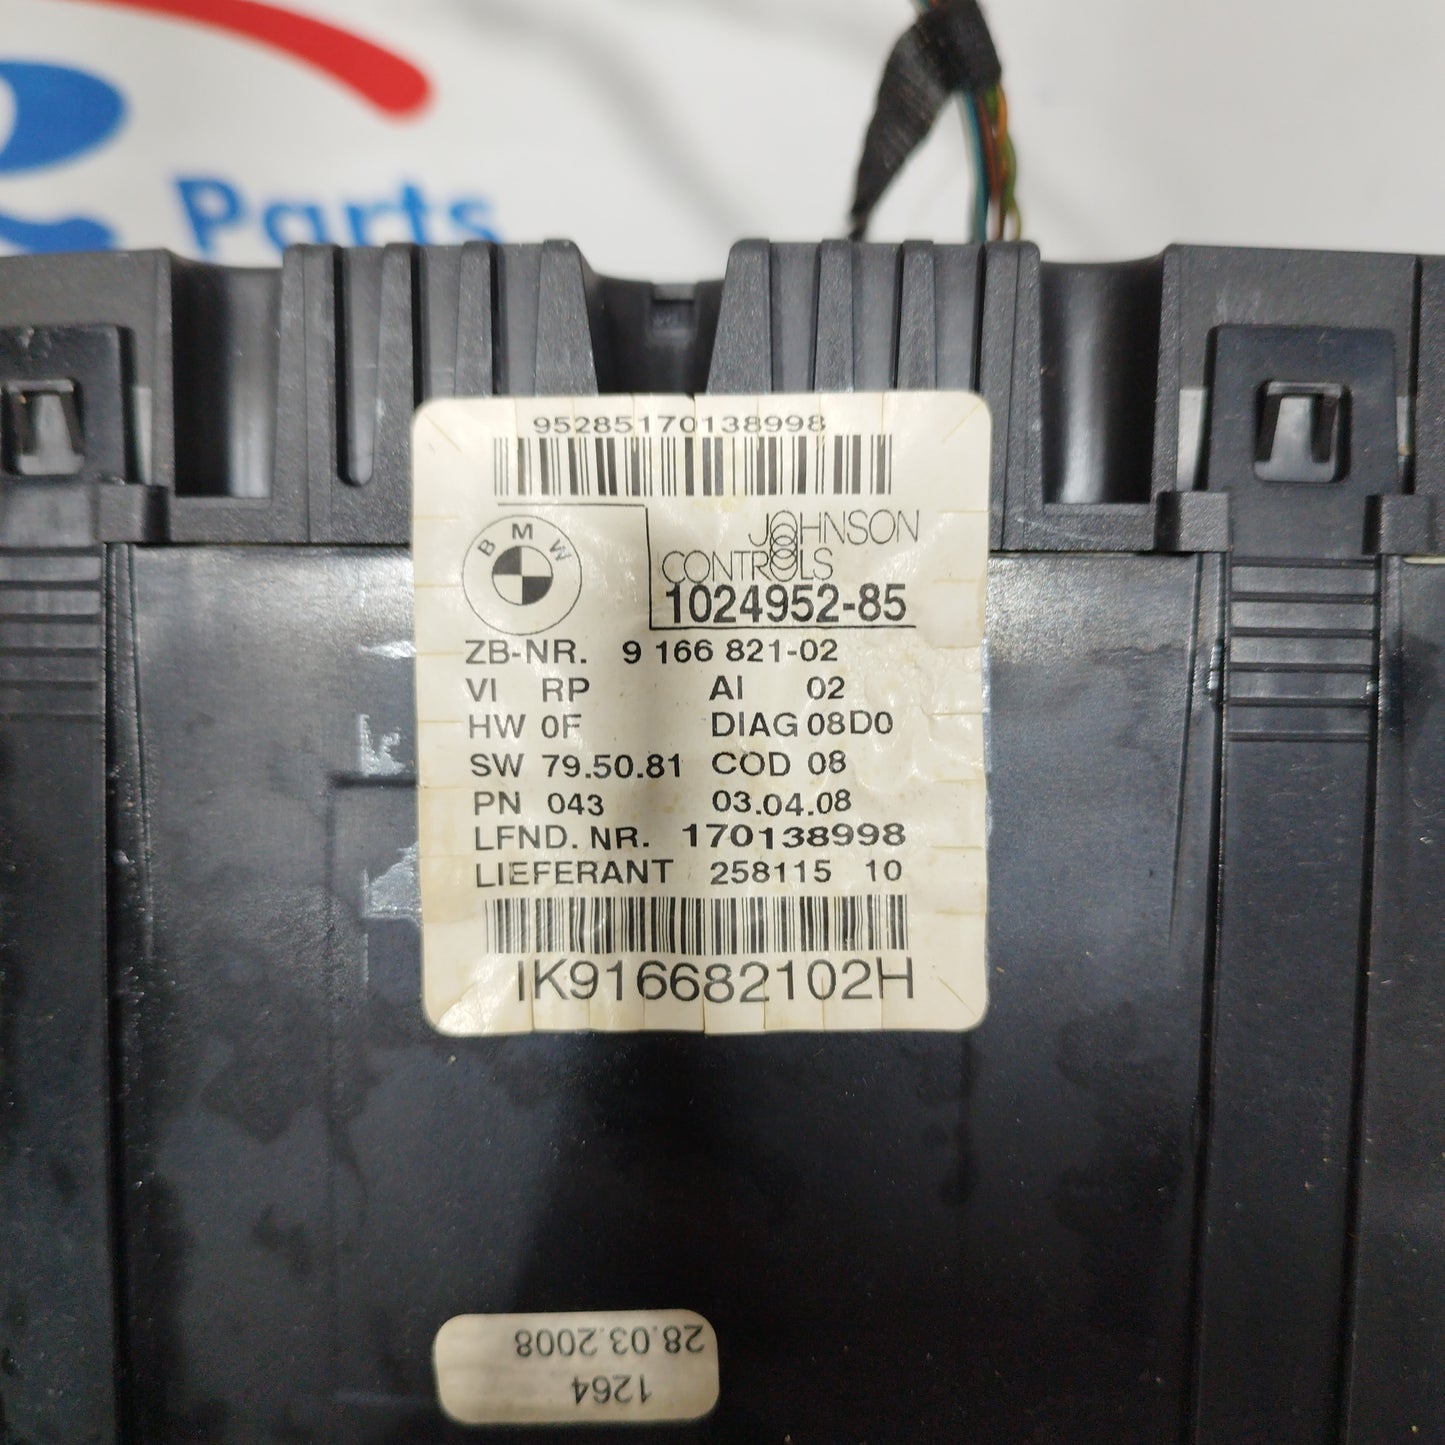 Parts
95285170138998
BMW
JOHNSON
CONTROLS
1024952-85
ZB-NR. 9 166 821-02
VI RP AI 02
HW 0F DIAG 08D0
SW 79.50.81 COD 08
PN 043 03.04.08
LFND. NR. 170138998
LIEFERANT 258115 10
IK916682102H
28.03.2008
1264